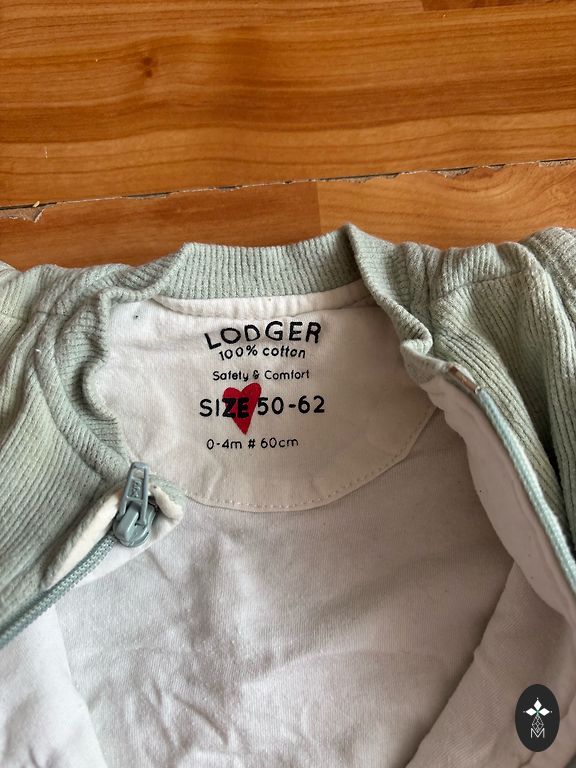 LODGER
100% cotton
Safety & Comfort
SIZE 50-62
0-4m # 60cm